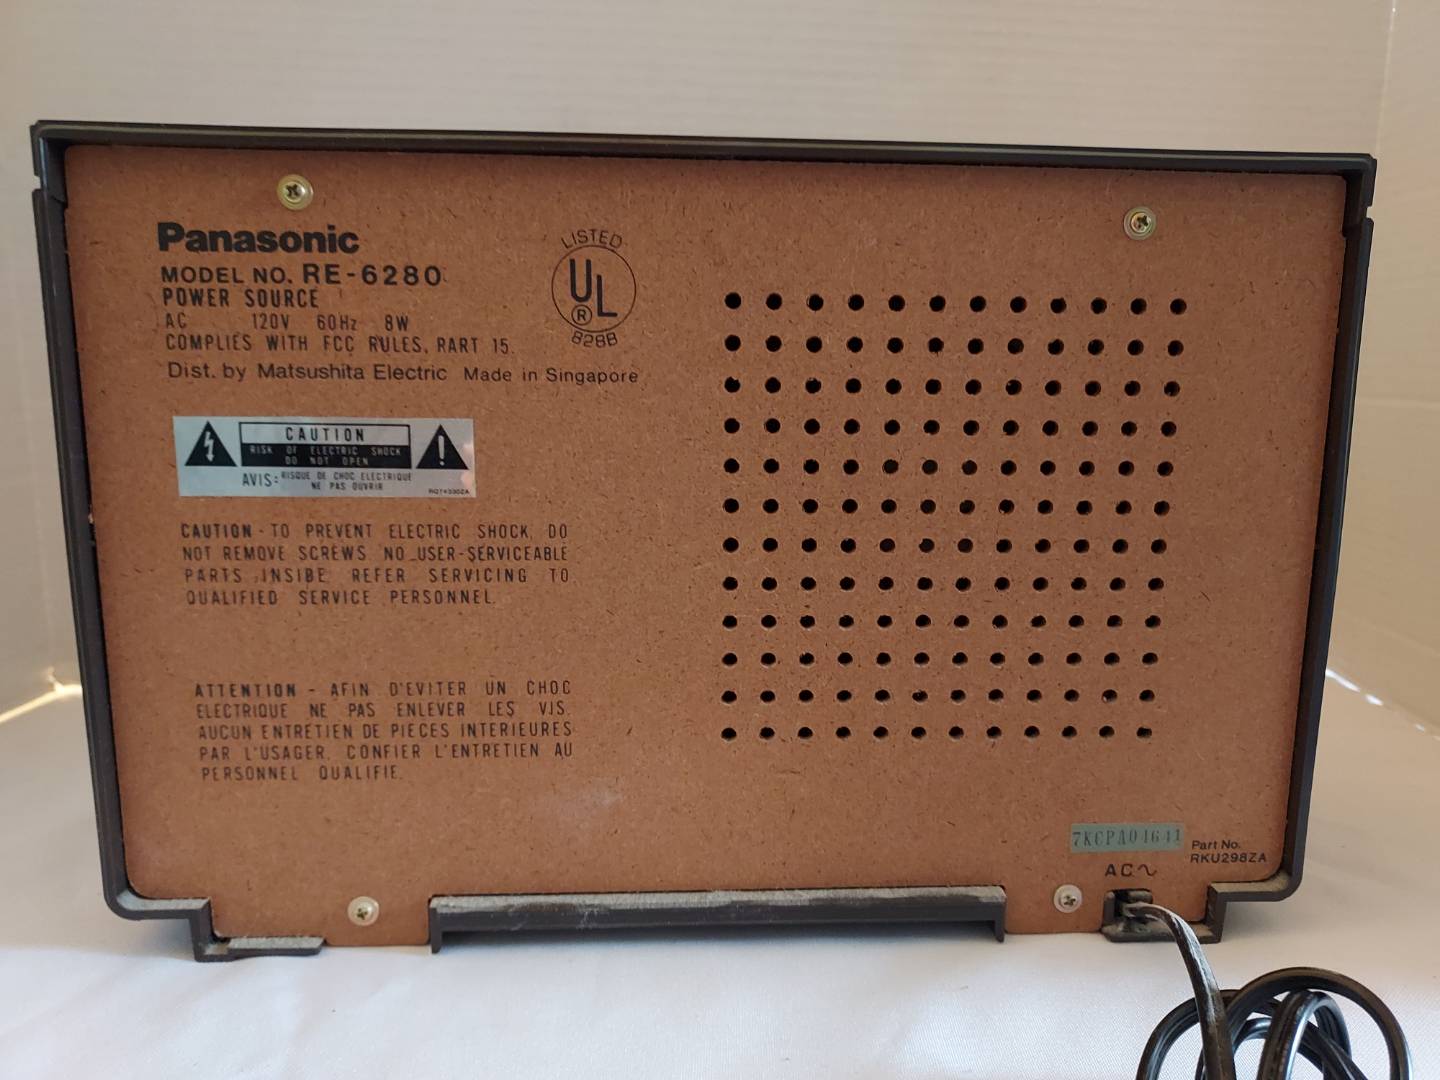 Panasonic
MODEL NO. RE-6280
POWER SOURCE
AC 120V 60Hz 8W
COMPLIES WITH FCC RULES, RART 15.
Dist. by Matsushita Electric Made in Singapore
LISTED
UL
®
828B
CAUTION
RISK OF ELECTRIC SHOCK
DO NOT OPEN
AVIS: RISQUE DE CHOC ELECTRIQUE
NE PAS OUVRIR
CAUTION - TO PREVENT ELECTRIC SHOCK, DO
NOT REMOVE SCREWS NO USER-SERVICEABLE
PARTS INSIDE REFER SERVICING TO
QUALIFIED SERVICE PERSONNEL.
ATTENTION - AFIN D'EVITER UN CHOC
ELECTRIQUE NE PAS ENLEVER LES VIS.
AUCUN ENTRETIEN DE PIECES INTERIEURES
PAR L'USAGER. CONFIER L'ENTRETIEN AU
PERSONNEL QUALIFIE.
7KCPA04641
Part No.
RKU298ZA
AC~